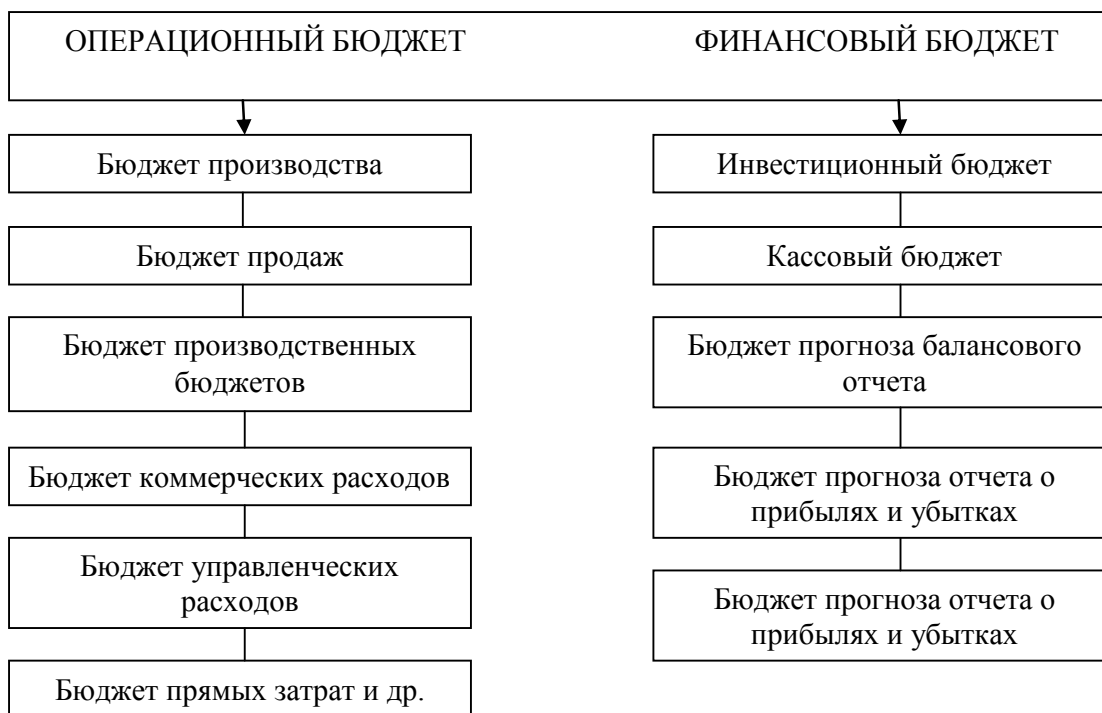 ОПЕРАЦИОННЫЙ БЮДЖЕТ
ФИНАНСОВЫЙ БЮДЖЕТ
Бюджет производства
Инвестиционный бюджет
Бюджет продаж
Кассовый бюджет
Бюджет производственных
бюджетов
Бюджет прогноза балансового
отчета
Бюджет коммерческих расходов
Бюджет прогноза отчета о
прибылях и убытках
Бюджет управленческих
расходов
Бюджет прогноза отчета о
прибылях и убытках
Бюджет прямых затрат и др.